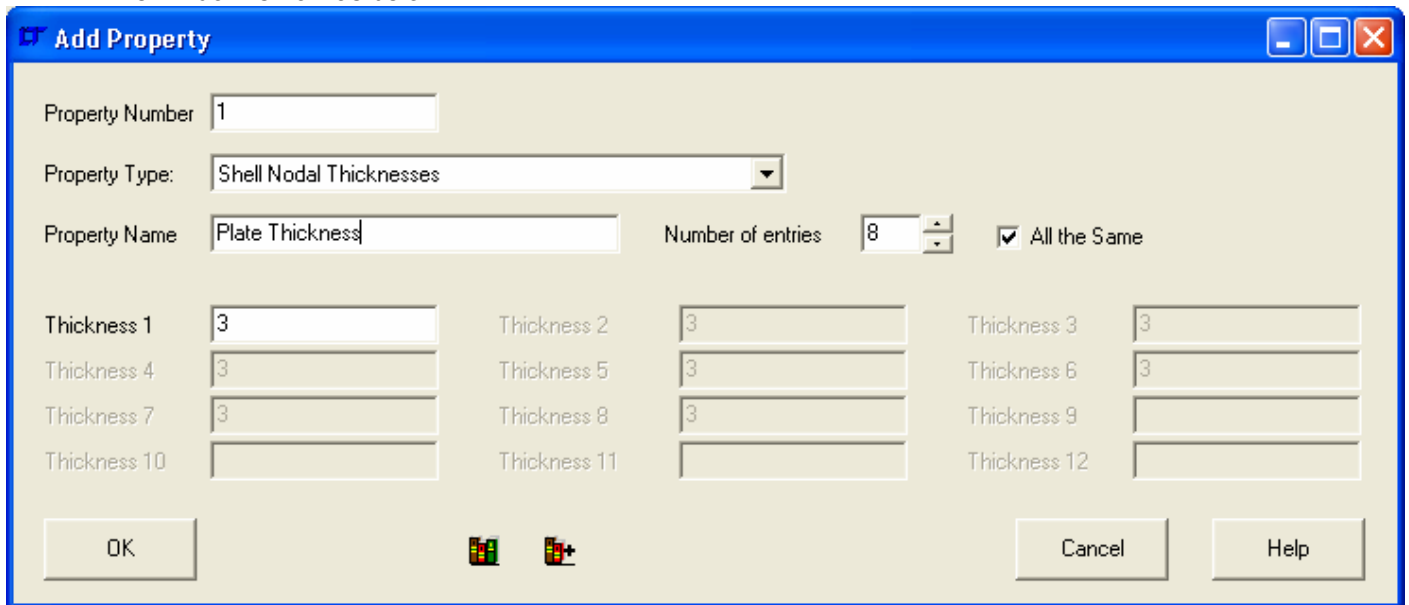 Add Property
Property Number 1
Property Type: Shell Nodal Thicknesses
Property Name Plate Thickness Number of entries 8 All the Same
Thickness 1 3 Thickness 2 3 Thickness 3 3
Thickness 4 3 Thickness 5 3 Thickness 6 3
Thickness 7 3 Thickness 8 3 Thickness 9
Thickness 10 Thickness 11 Thickness 12
OK Cancel Help